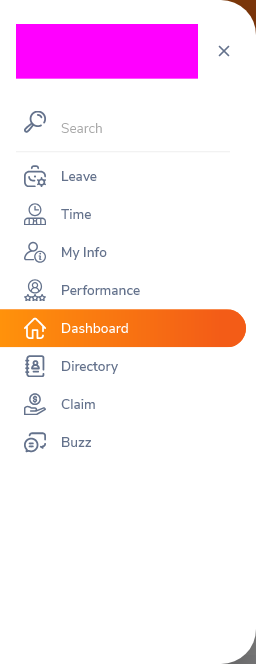 Search
Leave
Time
My Info
Performance
Dashboard
Directory
Claim
Buzz